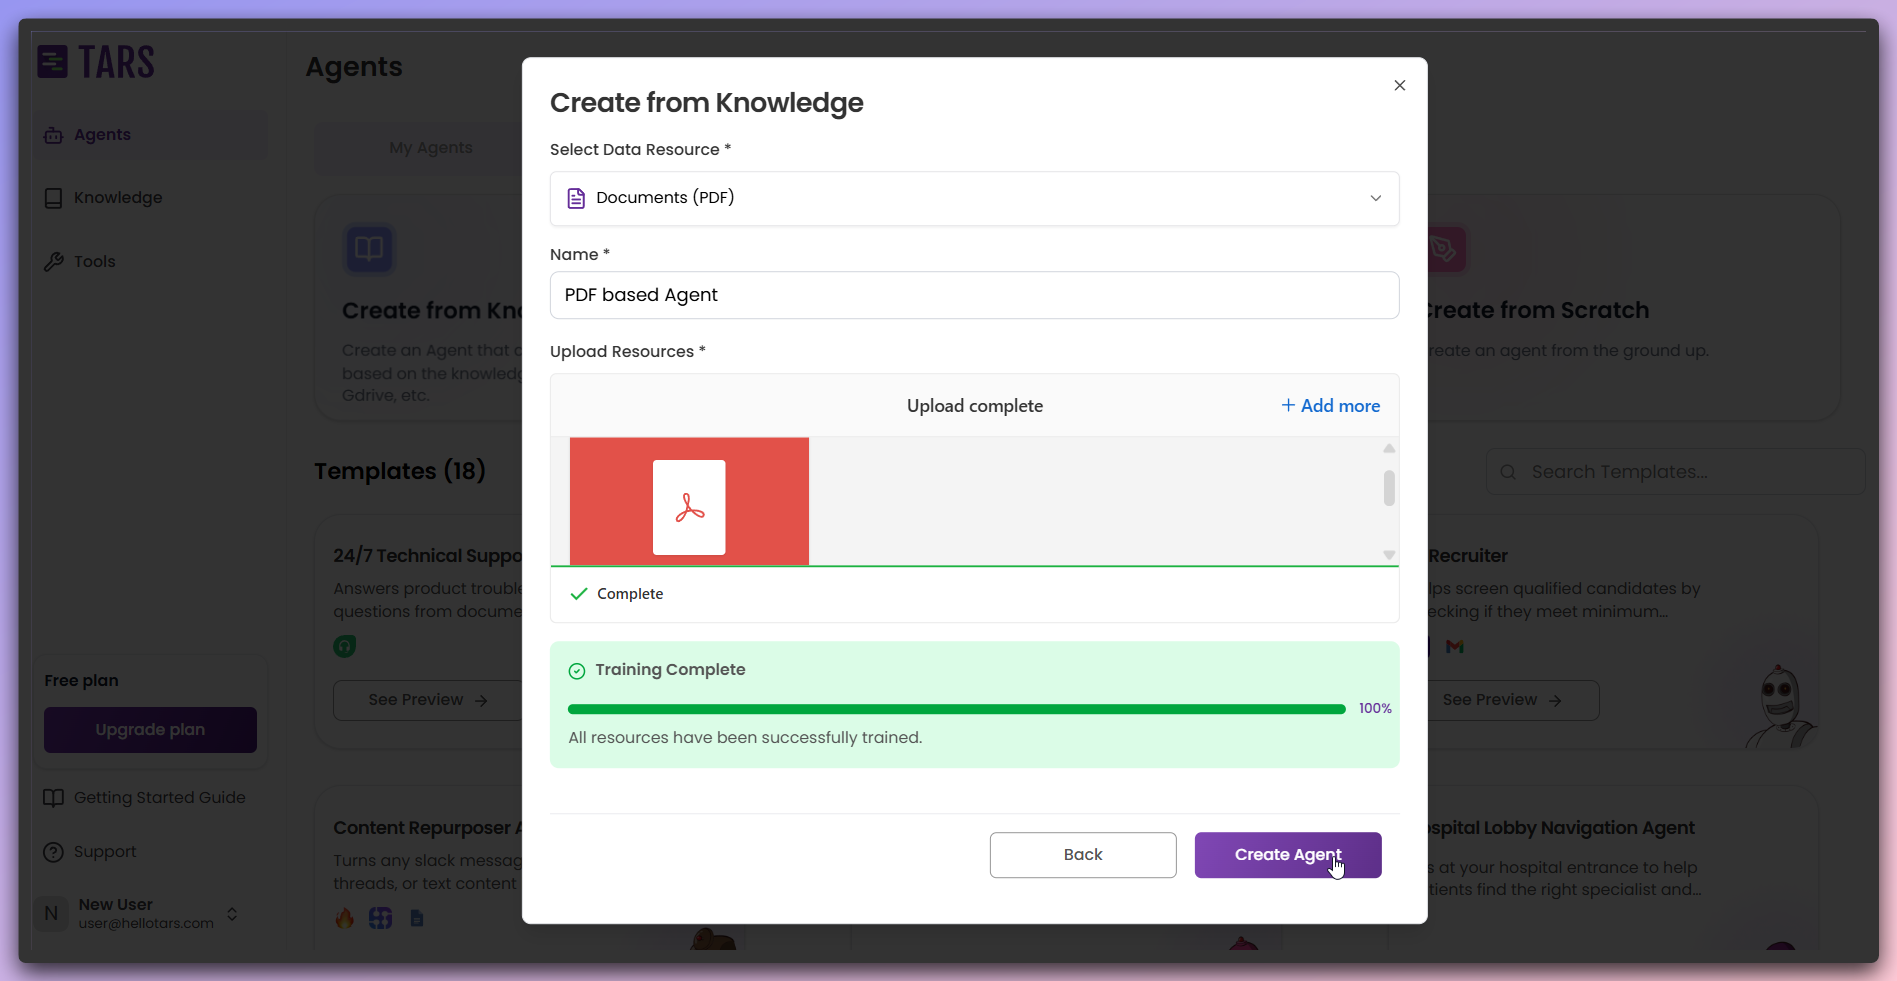 TARS
Agents
Knowledge
Tools
Free plan
Upgrade plan
Getting Started Guide
Support
N
New User
user@hellotars.com
Agents
My Agents
Create from Kn
Create an Agent that
based on the knowledg
Gdrive, etc.
Create from Scratch
reate an agent from the ground up.
Templates (18)
Search Templates...
24/7 Technical Suppo
Answers product trouble
questions from docume
See Preview
Recruiter
lps screen qualified candidates by
ecking if they meet minimum...
See Preview
Content Repurposer A
Turns any slack messag
threads, or text content
spital Lobby Navigation Agent
s at your hospital entrance to help
tients find the right specialist and...
Create from Knowledge
Select Data Resource *
Documents (PDF)
Name *
PDF based Agent
Upload Resources *
Upload complete
+ Add more
Complete
Training Complete
100%
All resources have been successfully trained.
Back
Create Agent